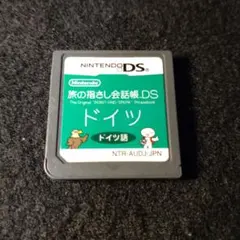 NINTENDO DS
Nintendo
旅の指さし会話帳DS
The Original "POINT-AND-SPEAK" Phrasebook
ドイツ
ドイツ語
NTR-AUDJ-JPN